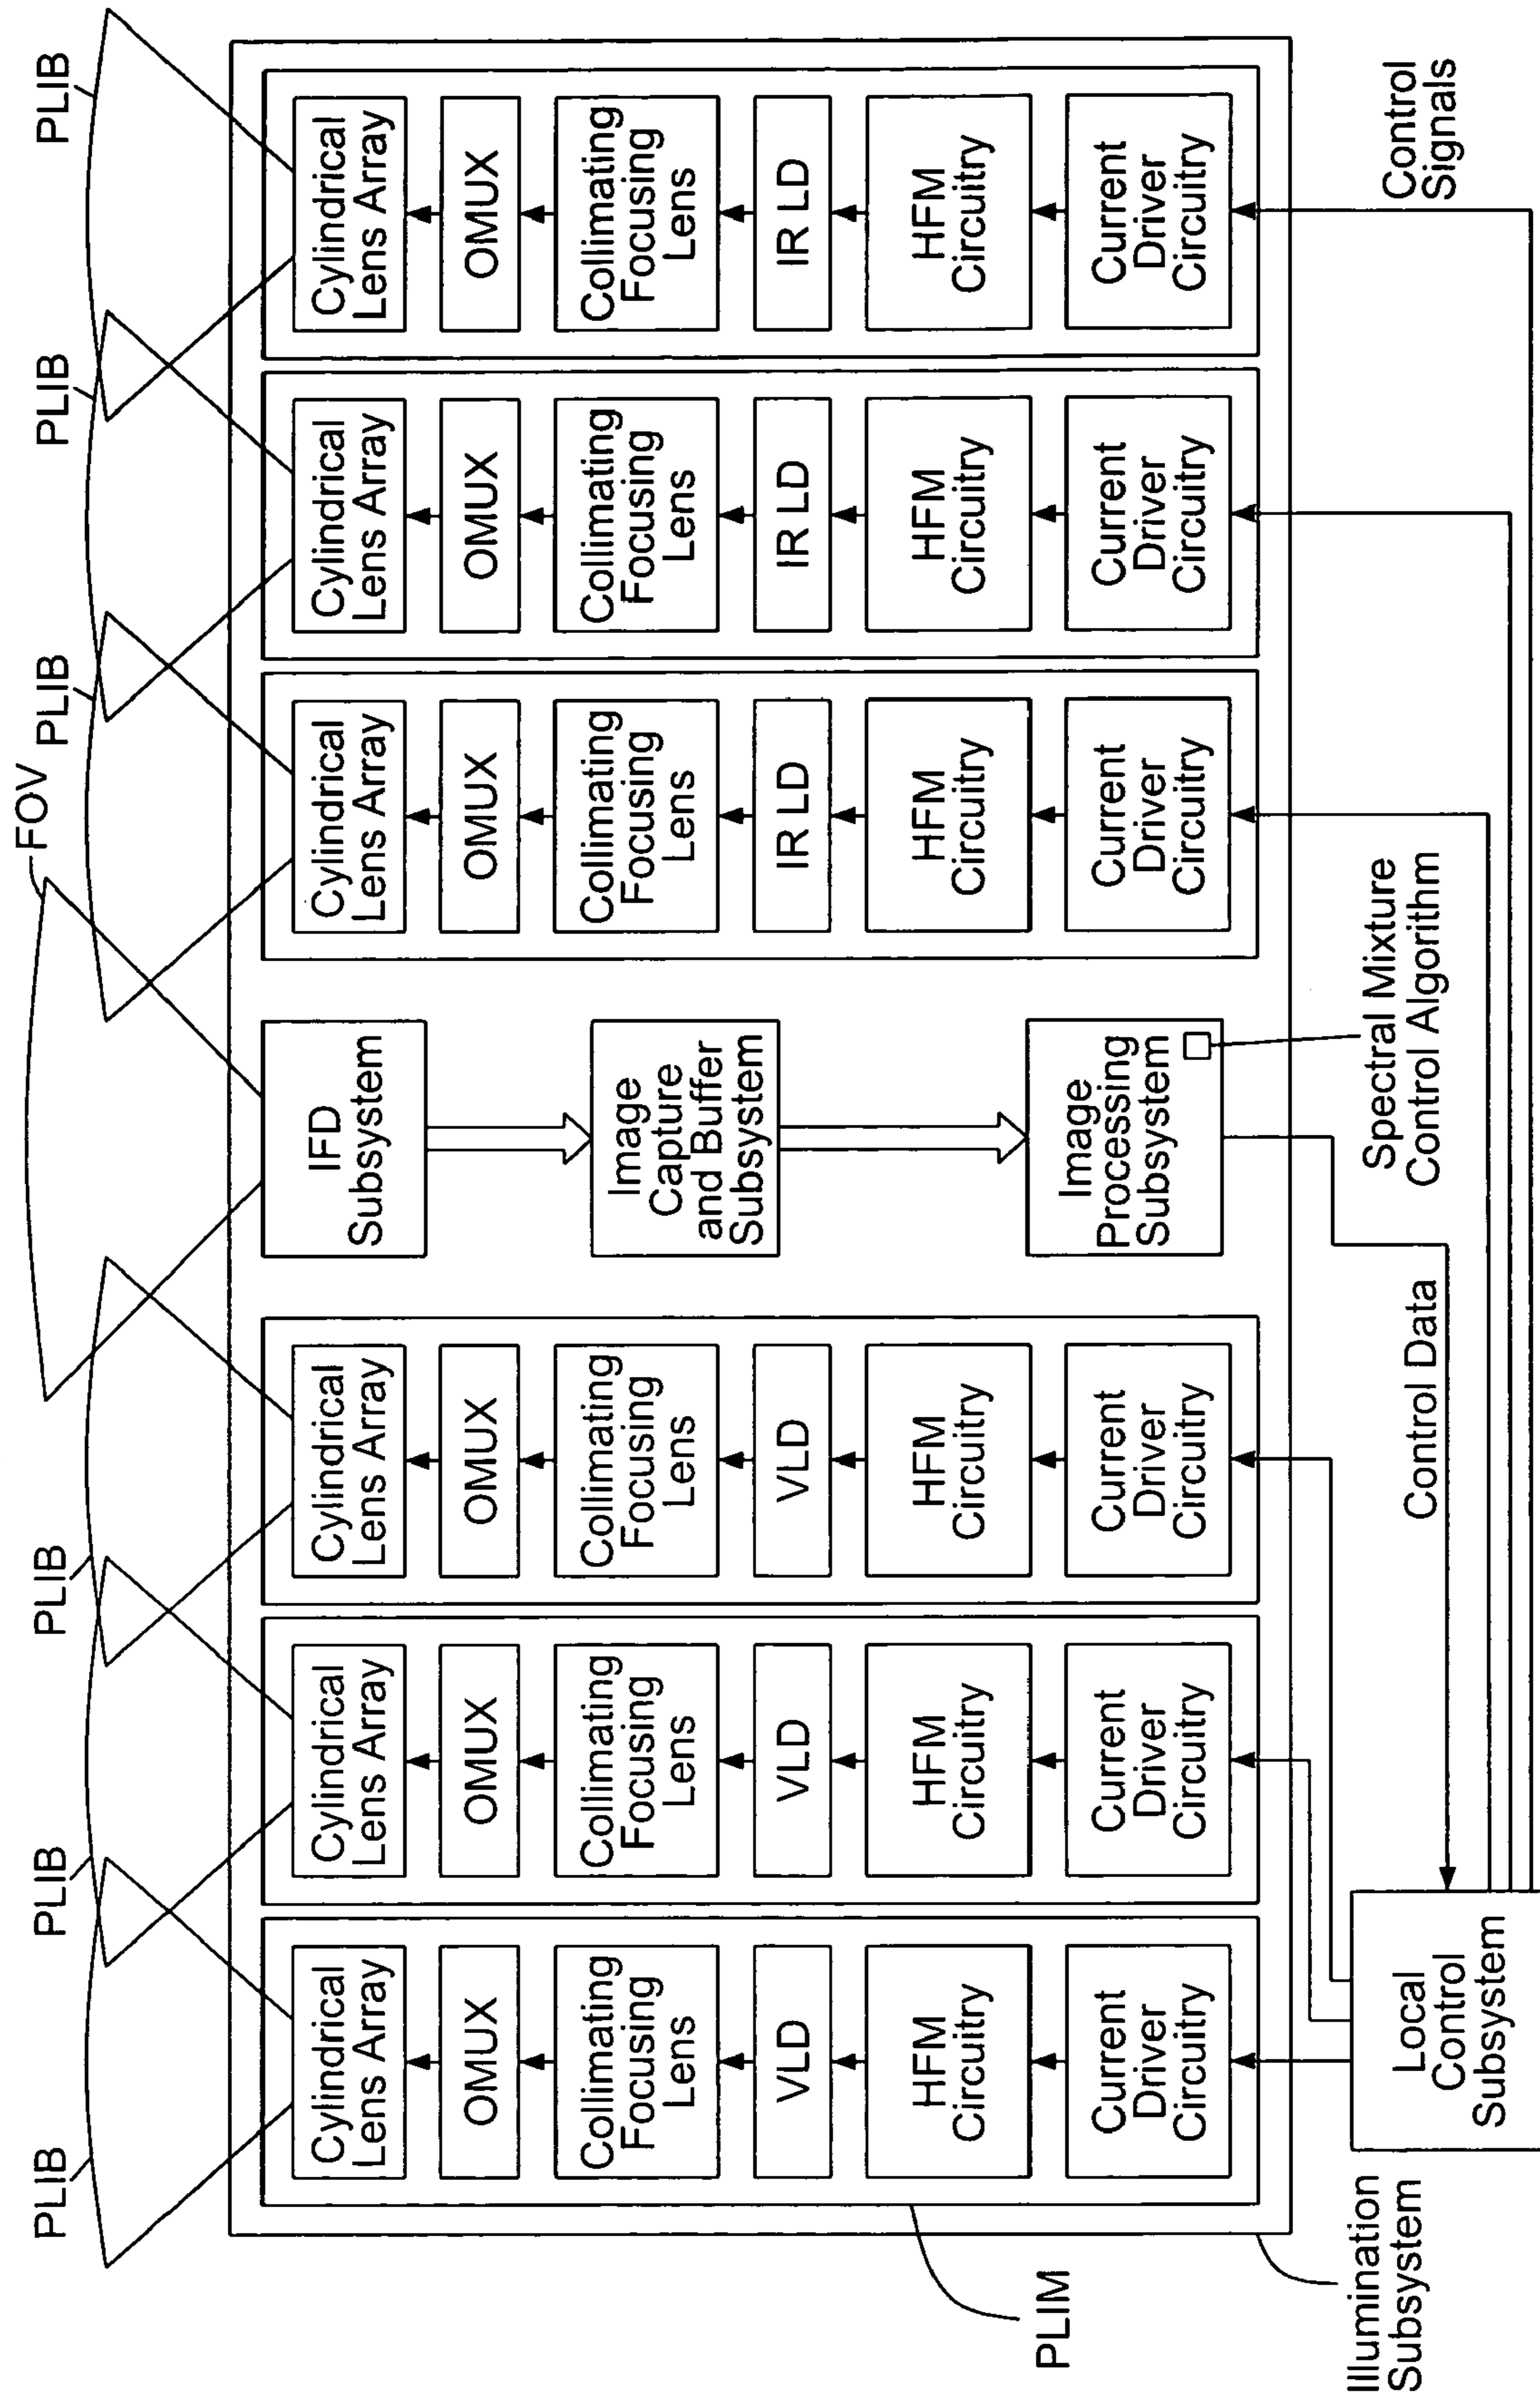 FOV
PLIB
PLIB
PLIB
PLIB
PLIB
PLIB
Cylindrical
Lens Array
OMUX
Collimating
Focusing
Lens
VLD
HFM
Circuitry
Current
Driver
Circuitry
Cylindrical
Lens Array
OMUX
Collimating
Focusing
Lens
VLD
HFM
Circuitry
Current
Driver
Circuitry
Cylindrical
Lens Array
OMUX
Collimating
Focusing
Lens
VLD
HFM
Circuitry
Current
Driver
Circuitry
IFD
Subsystem
Image
Capture
and Buffer
Subsystem
Image
Processing
Subsystem
Cylindrical
Lens Array
OMUX
Collimating
Focusing
Lens
IR LD
HFM
Circuitry
Current
Driver
Circuitry
Cylindrical
Lens Array
OMUX
Collimating
Focusing
Lens
IR LD
HFM
Circuitry
Current
Driver
Circuitry
Cylindrical
Lens Array
OMUX
Collimating
Focusing
Lens
IR LD
HFM
Circuitry
Current
Driver
Circuitry
PLIM
Illumination
Subsystem
Local
Control
Subsystem
Control Data
Spectral Mixture
Control Algorithm
Control
Signals